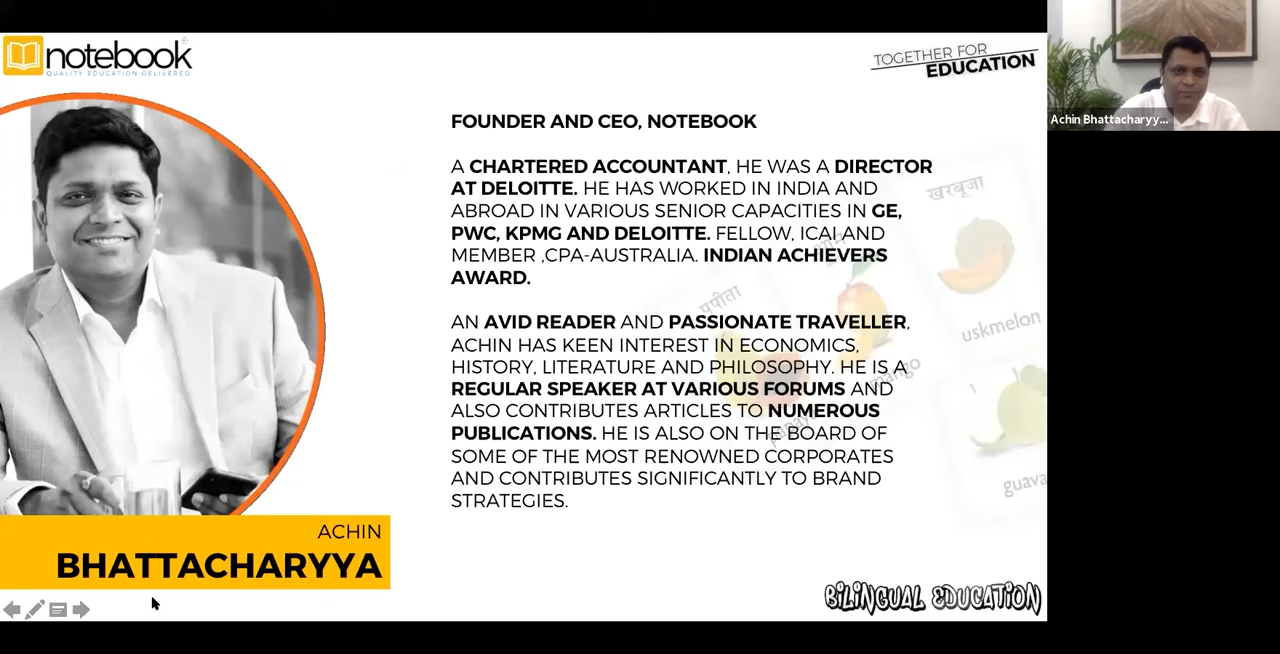 notebook
QUALITY EDUCATION DELIVERED
TOGETHER FOR
EDUCATION
Achin Bhattacharyy...
FOUNDER AND CEO, NOTEBOOK
A CHARTERED ACCOUNTANT, HE WAS A DIRECTOR
AT DELOITTE. HE HAS WORKED IN INDIA AND
ABROAD IN VARIOUS SENIOR CAPACITIES IN GE,
PWC, KPMG AND DELOITTE. FELLOW, ICAI AND
MEMBER ,CPA-AUSTRALIA. INDIAN ACHIEVERS
AWARD.
AN AVID READER AND PASSIONATE TRAVELLER,
ACHIN HAS KEEN INTEREST IN ECONOMICS,
HISTORY, LITERATURE AND PHILOSOPHY. HE IS A
REGULAR SPEAKER AT VARIOUS FORUMS AND
ALSO CONTRIBUTES ARTICLES TO NUMEROUS
PUBLICATIONS. HE IS ALSO ON THE BOARD OF
SOME OF THE MOST RENOWNED CORPORATES
AND CONTRIBUTES SIGNIFICANTLY TO BRAND
STRATEGIES.
खरबूजा
uskmelon
आम
mango
पपीता
papaya
guava
ACHIN
BHATTACHARYYA
BILINGUAL EDUCATION